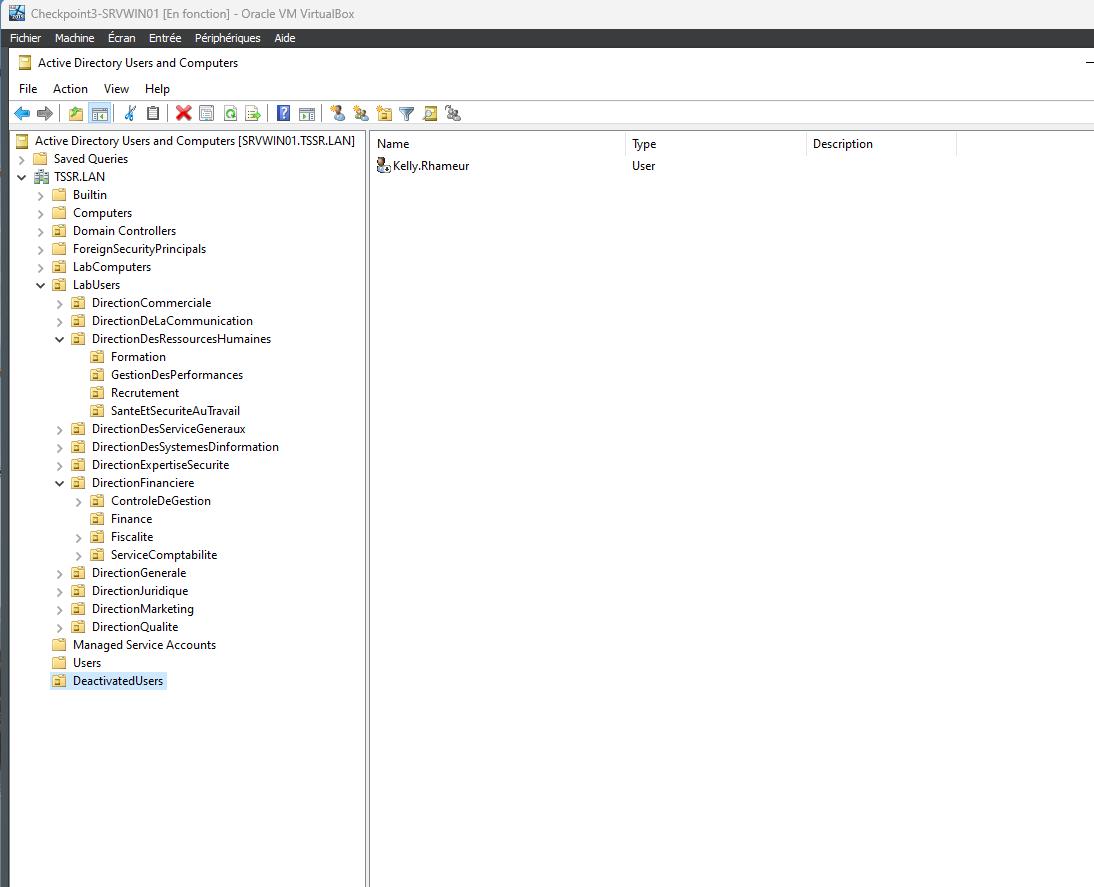 Checkpoint3-SRVWIN01 [En fonction] - Oracle VM VirtualBox
Fichier Machine Écran Entrée Périphériques Aide
Active Directory Users and Computers
File Action View Help
Active Directory Users and Computers [SRVWIN01.TSSR.LAN]
Saved Queries
TSSR.LAN
Builtin
Computers
Domain Controllers
ForeignSecurityPrincipals
LabComputers
LabUsers
DirectionCommerciale
DirectionDeLaCommunication
DirectionDesRessourcesHumaines
Formation
GestionDesPerformances
Recrutement
SanteEtSecuriteAuTravail
DirectionDesServiceGeneraux
DirectionDesSystemesDinformation
DirectionExpertiseSecurite
DirectionFinanciere
ControleDeGestion
Finance
Fiscalite
ServiceComptabilite
DirectionGenerale
DirectionJuridique
DirectionMarketing
DirectionQualite
Managed Service Accounts
Users
DeactivatedUsers
Name Type Description
Kelly.Rhameur User